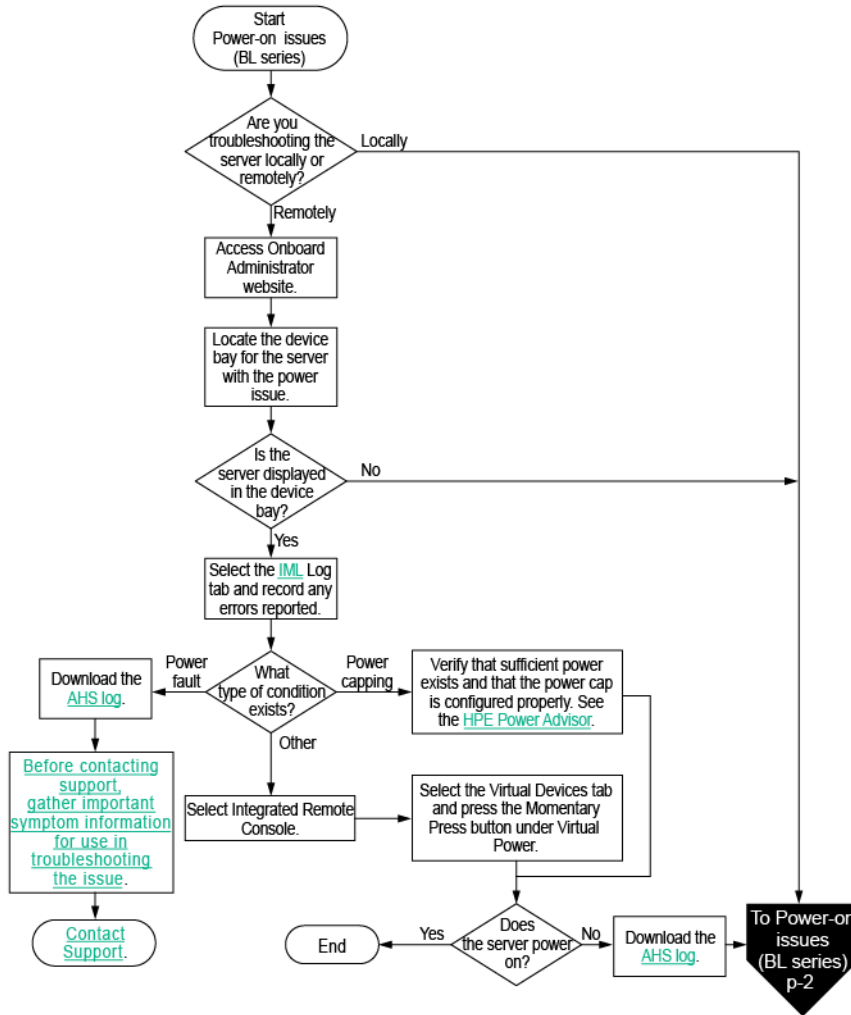 Start
Power-on issues
(BL series)
Are you
troubleshooting the
server locally or
remotely?
Locally
Remotely
Access Onboard
Administrator
website.
Locate the device
bay for the server
with the power
issue.
Is the
server displayed
in the device
bay?
No
Yes
Select the IML Log
tab and record any
errors reported.
What
type of condition
exists?
Power
fault
Power
capping
Other
Download the
AHS log.
Before contacting
support,
gather important
symptom information
for use in
troubleshooting
the issue.
Contact
Support.
Verify that sufficient power
exists and that the power cap
is configured properly. See
the HPE Power Advisor.
Select Integrated Remote
Console.
Select the Virtual Devices tab
and press the Momentary
Press button under Virtual
Power.
Does
the server power
on?
Yes
End
No
Download the
AHS log.
To Power-on
issues
(BL series)
p-2